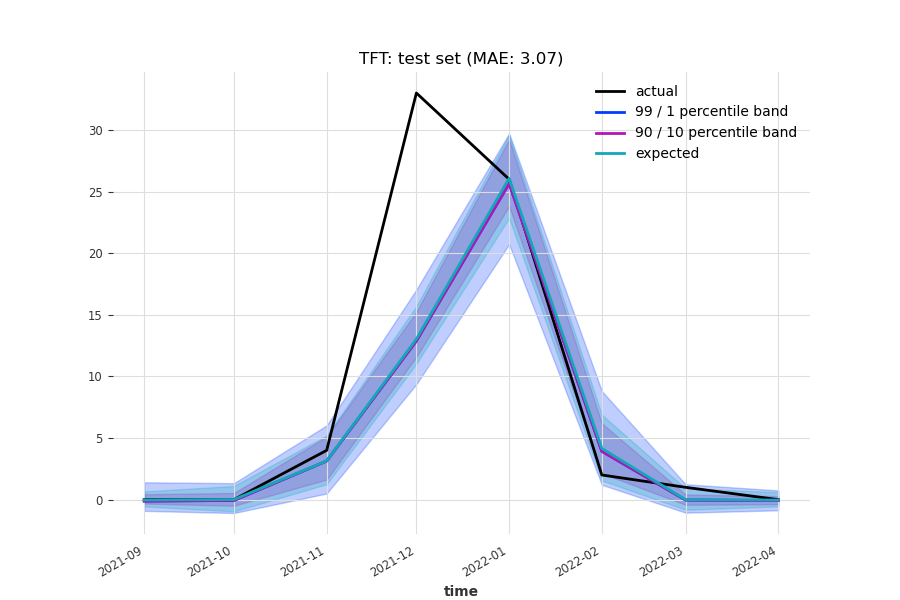 TFT: test set (MAE: 3.07)
actual
99 / 1 percentile band
90 / 10 percentile band
expected
30
25
20
15
10
5
0
2021-09
2021-10
2021-11
2021-12
2022-01
2022-02
2022-03
2022-04
time